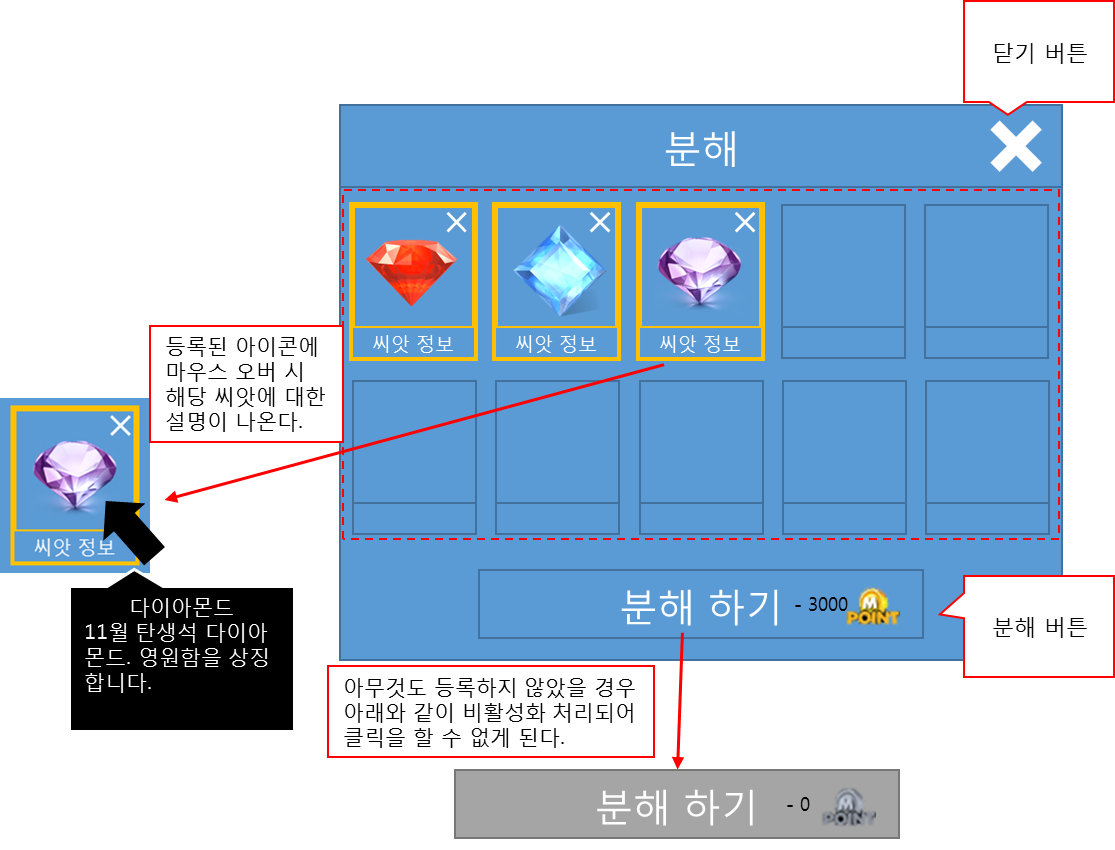 닫기 버튼
분해
씨앗 정보
씨앗 정보
씨앗 정보
등록된 아이콘에
마우스 오버 시
해당 씨앗에 대한
설명이 나온다.
씨앗 정보
다이아몬드
11월 탄생석 다이아
몬드. 영원함을 상징
합니다.
분해 하기 - 3000 M POINT
분해 버튼
아무것도 등록하지 않았을 경우
아래와 같이 비활성화 처리되어
클릭을 할 수 없게 된다.
분해 하기 - 0 M POINT